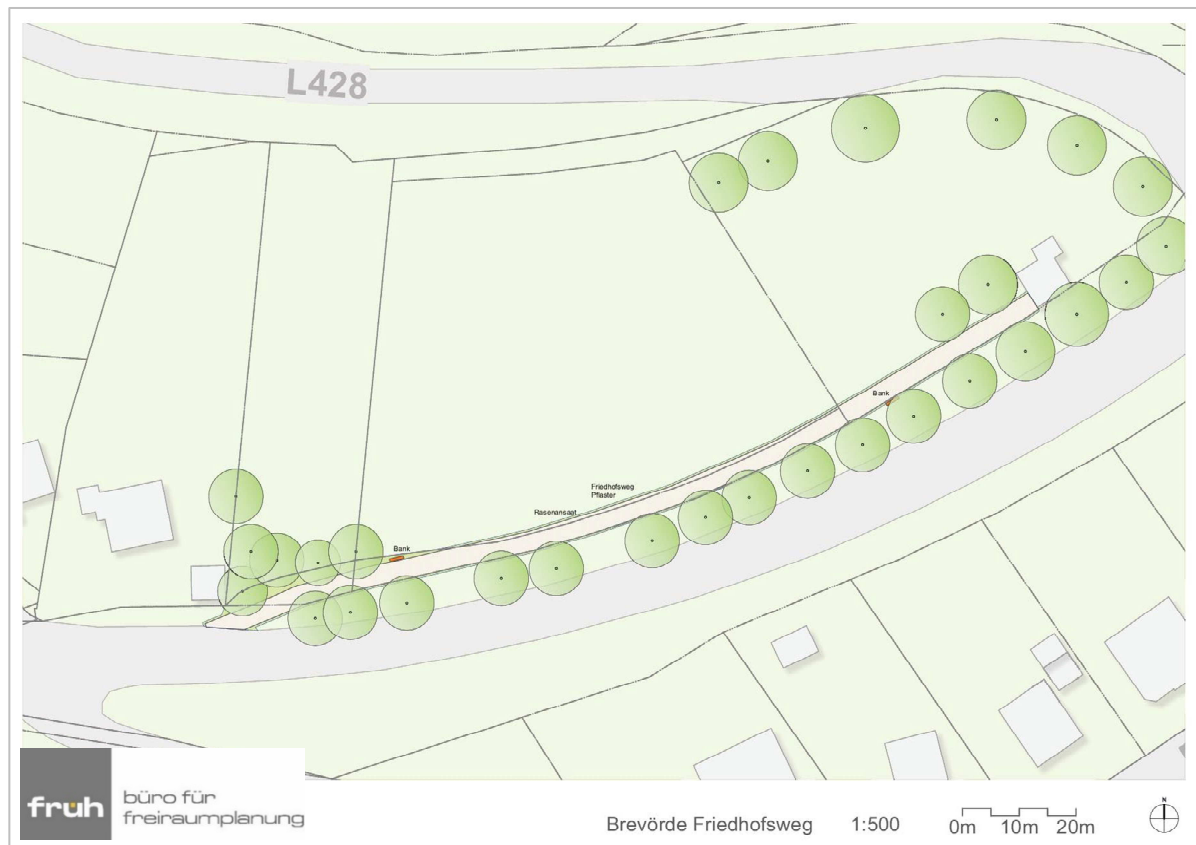 L428
Bank
Friedhofsweg
Pflaster
Rasenansaat
Bank
früh
büro für
freiraumplanung
Brevörde Friedhofsweg 1:500
0m 10m 20m
N